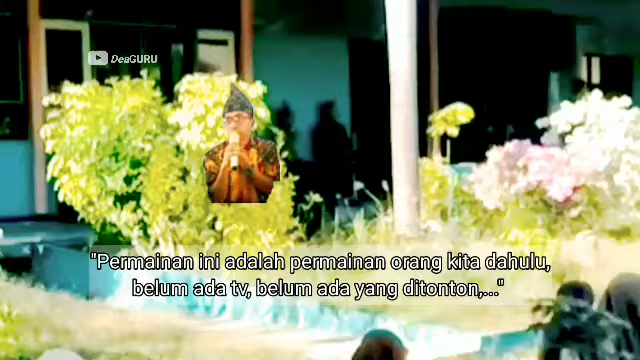 DeaGURU
"Permainan ini adalah permainan orang kita dahulu,
belum ada tv, belum ada yang ditonton,..."